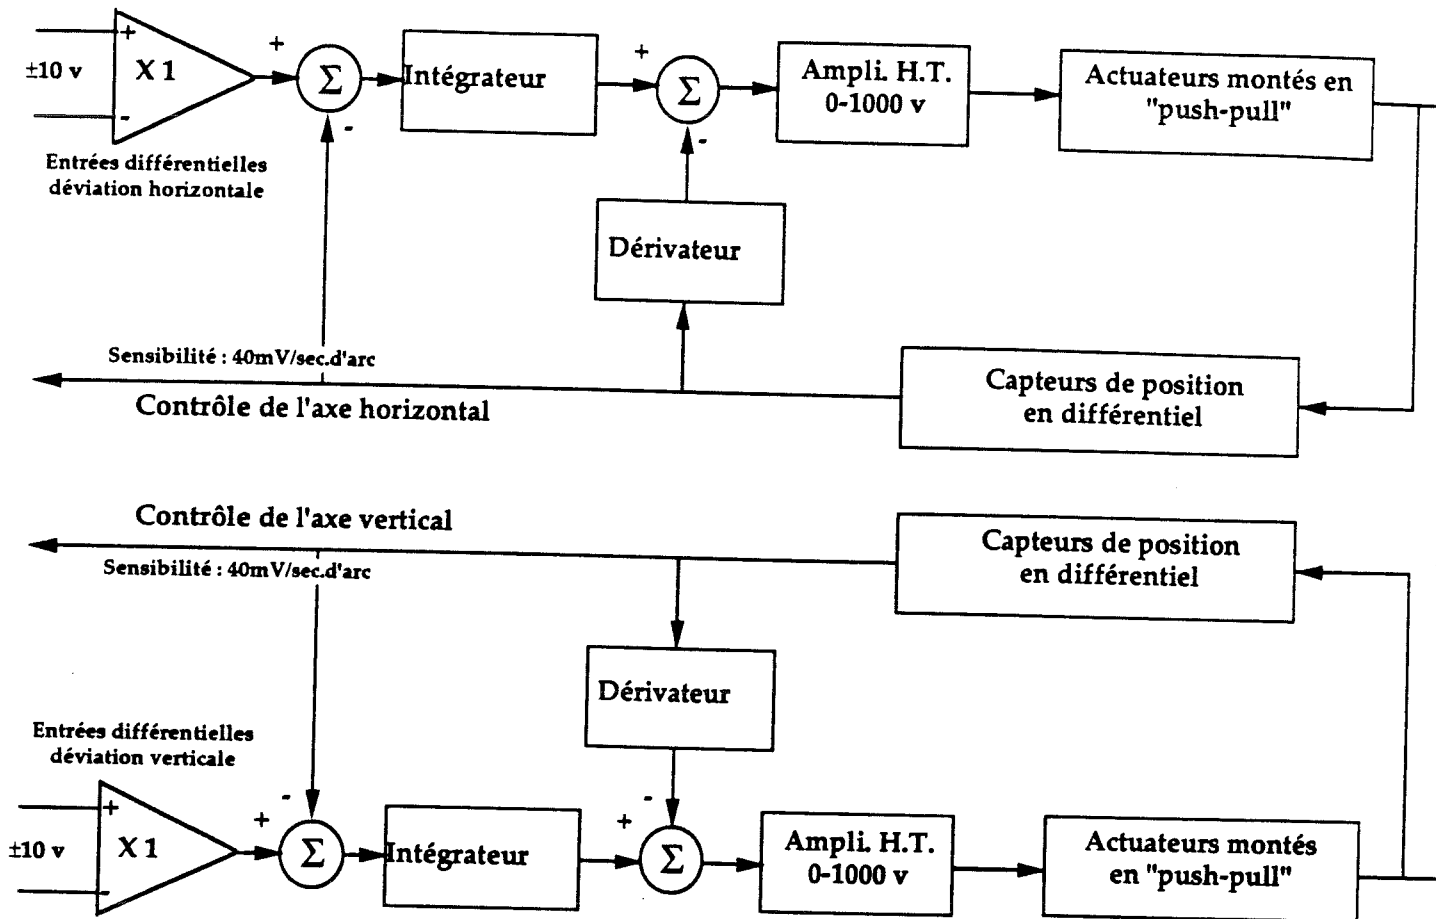 ±10 v
+
-
X 1
Entrées différentielles
déviation horizontale
+
Σ
-
Intégrateur
+
Σ
-
Ampli. H.T.
0-1000 v
Actuateurs montés en
"push-pull"
Dérivateur
Sensibilité : 40mV/sec.d'arc
Contrôle de l'axe horizontal
Capteurs de position
en différentiel
Contrôle de l'axe vertical
Sensibilité : 40mV/sec.d'arc
Capteurs de position
en différentiel
Dérivateur
Entrées différentielles
déviation verticale
±10 v
+
-
X 1
+
-
Σ
Intégrateur
+
-
Σ
Ampli. H.T.
0-1000 v
Actuateurs montés
en "push-pull"